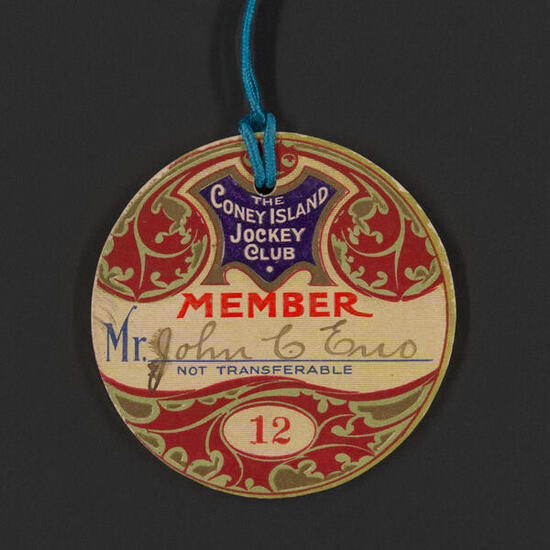 THE
CONEY ISLAND
JOCKEY
CLUB
MEMBER
Mr. John C Eno
NOT TRANSFERABLE
12